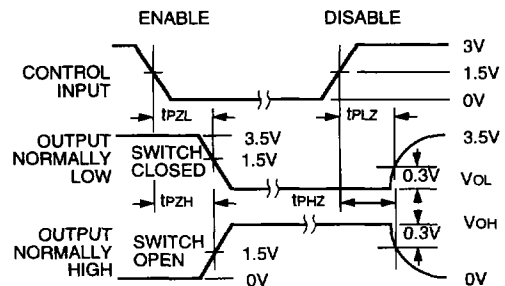 ENABLE DISABLE
3V
CONTROL INPUT 1.5V
0V
tPZL tPLZ
OUTPUT NORMALLY LOW
SWITCH CLOSED
3.5V
1.5V
3.5V
0.3V
VOL
tPZH tPHZ
VOH
0.3V
OUTPUT NORMALLY HIGH
SWITCH OPEN
1.5V
0V
0V